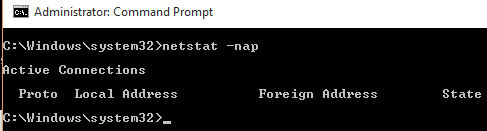 Administrator: Command Prompt
C:\Windows\system32>netstat -nap
Active Connections
Proto Local Address Foreign Address State
C:\Windows\system32>_